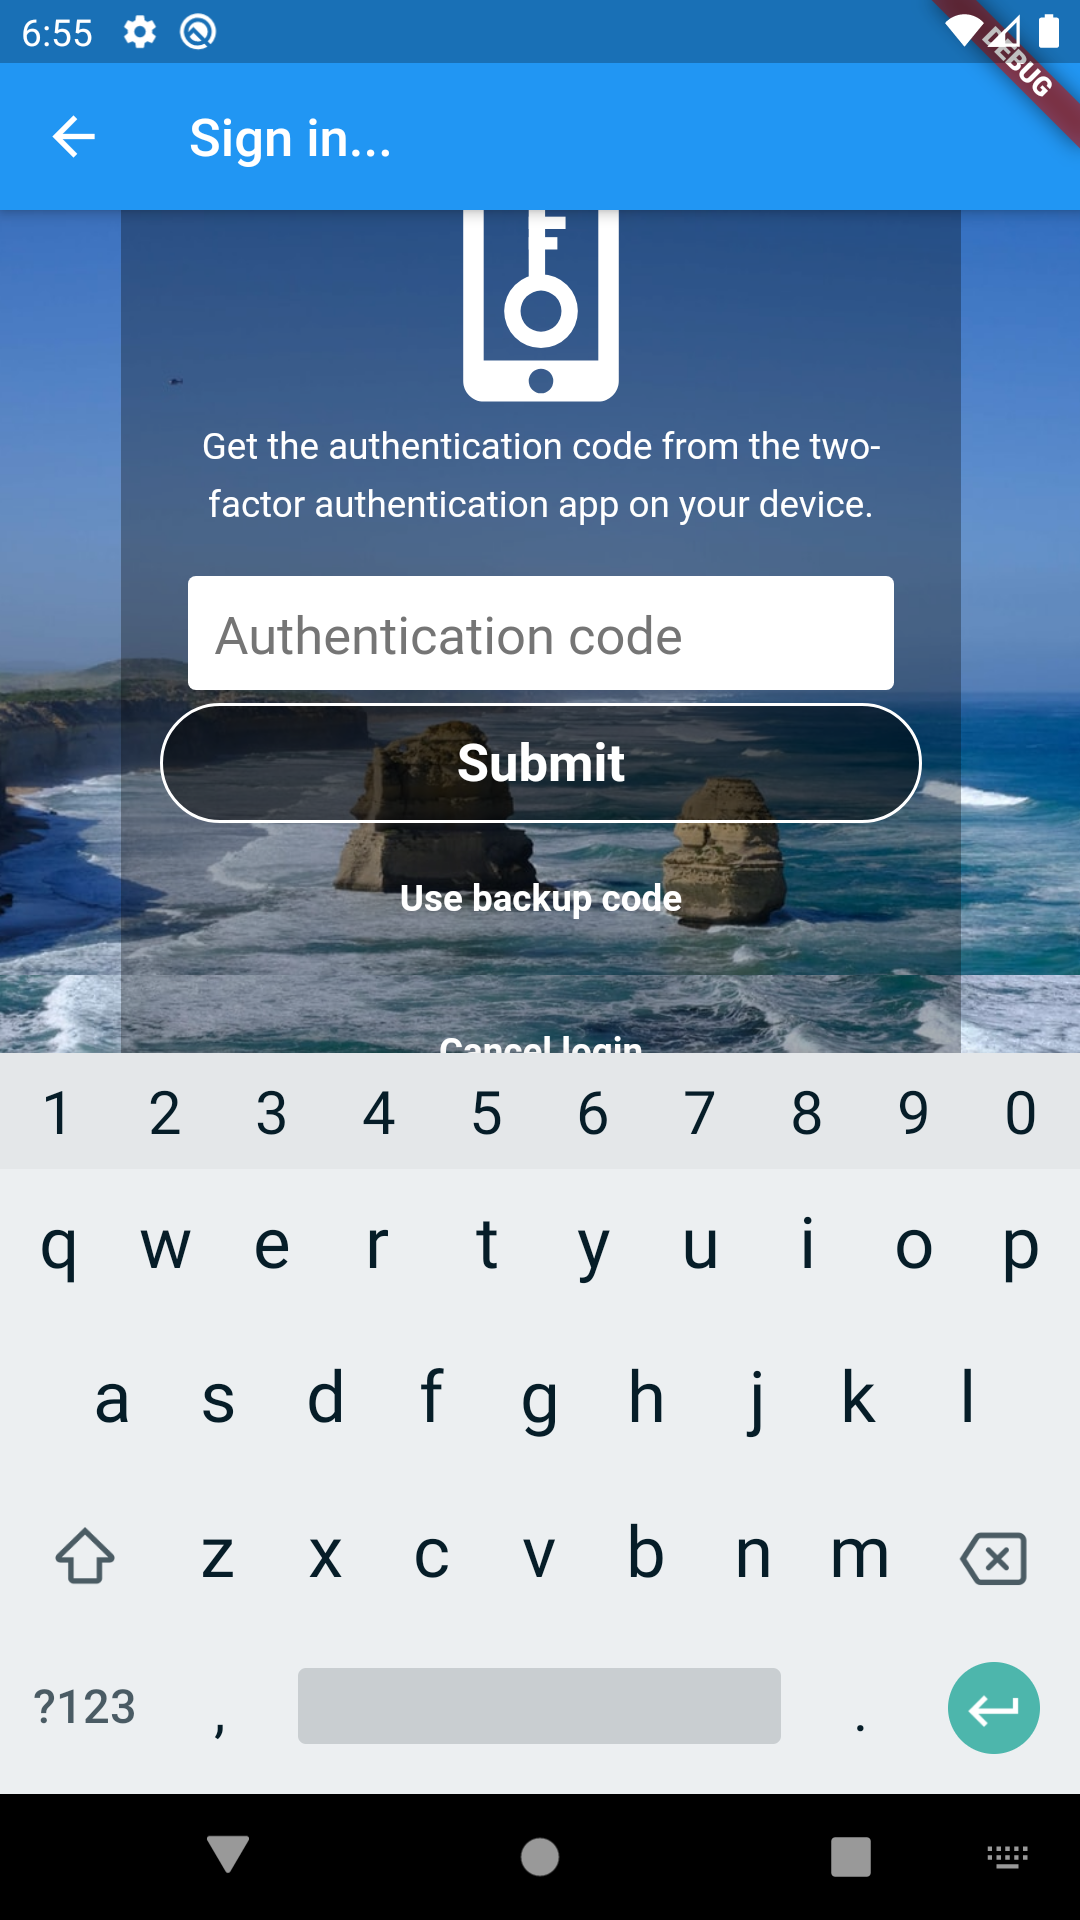 6:55
DEBUG
Sign in...
Get the authentication code from the two-
factor authentication app on your device.
Authentication code
Submit
Use backup code
Cancel login
1 2 3 4 5 6 7 8 9 0
q w e r t y u i o p
a s d f g h j k l
z x c v b n m
?123 , .